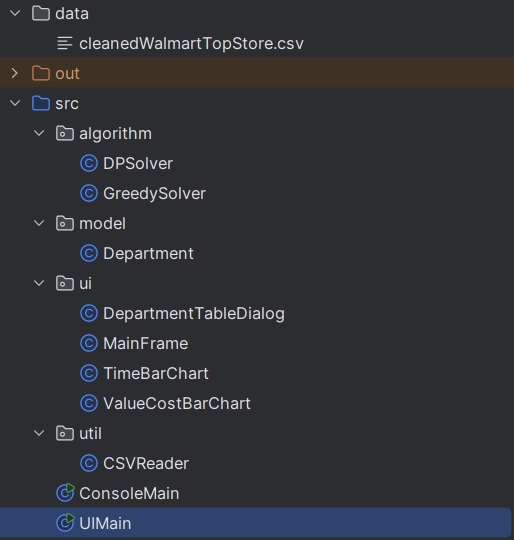 data
cleanedWalmartTopStore.csv
out
src
algorithm
DPSolver
GreedySolver
model
Department
ui
DepartmentTableDialog
MainFrame
TimeBarChart
ValueCostBarChart
util
CSVReader
ConsoleMain
UIMain